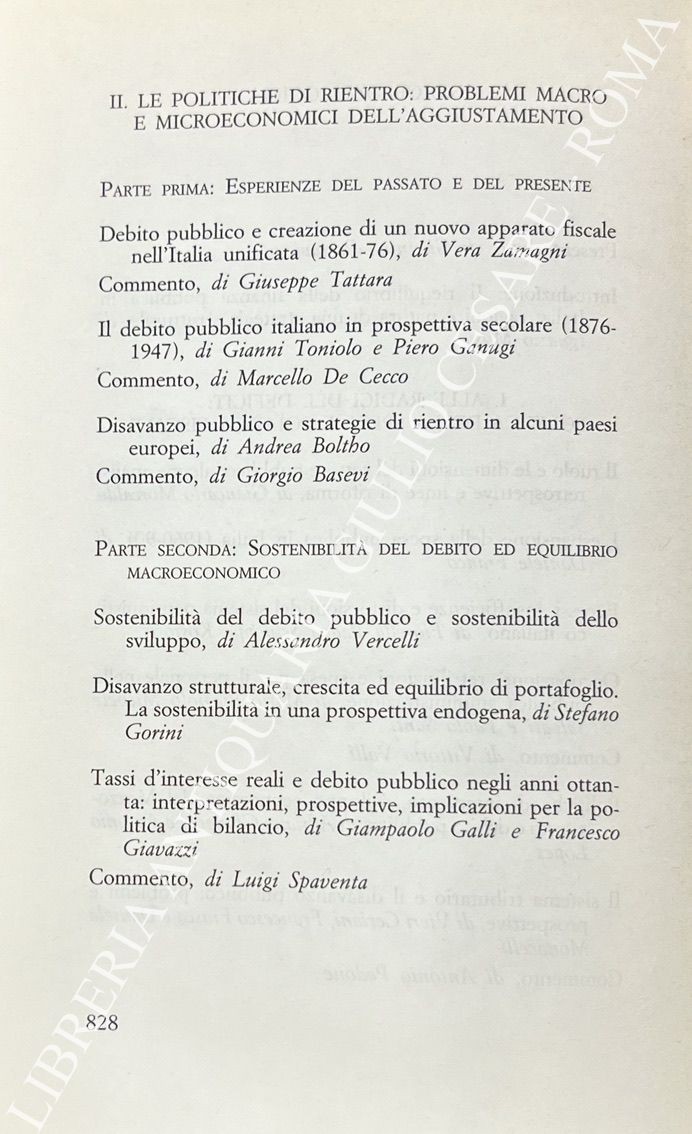 II. LE POLITICHE DI RIENTRO: PROBLEMI MACRO
E MICROECONOMICI DELL'AGGIUSTAMENTO
PARTE PRIMA: ESPERIENZE DEL PASSATO E DEL PRESENTE
Debito pubblico e creazione di un nuovo apparato fiscale
nell'Italia unificata (1861-76), di Vera Zamagni
Commento, di Giuseppe Tattara
Il debito pubblico italiano in prospettiva secolare (1876-
1947), di Gianni Toniolo e Piero Ganugi
Commento, di Marcello De Cecco
Disavanzo pubblico e strategie di rientro in alcuni paesi
europei, di Andrea Boltho
Commento, di Giorgio Basevi
PARTE SECONDA: SOSTENIBILITÀ DEL DEBITO ED EQUILIBRIO
MACROECONOMICO
Sostenibilità del debito pubblico e sostenibilità dello
sviluppo, di Alessandro Vercelli
Disavanzo strutturale, crescita ed equilibrio di portafoglio.
La sostenibilità in una prospettiva endogena, di Stefano
Gorini
Tassi d'interesse reali e debito pubblico negli anni ottan-
ta: interpretazioni, prospettive, implicazioni per la po-
litica di bilancio, di Giampaolo Galli e Francesco
Giavazzi
Commento, di Luigi Spaventa
828
LIBRERIA ANTIQUARIA GIULIO CESARE - ROMA